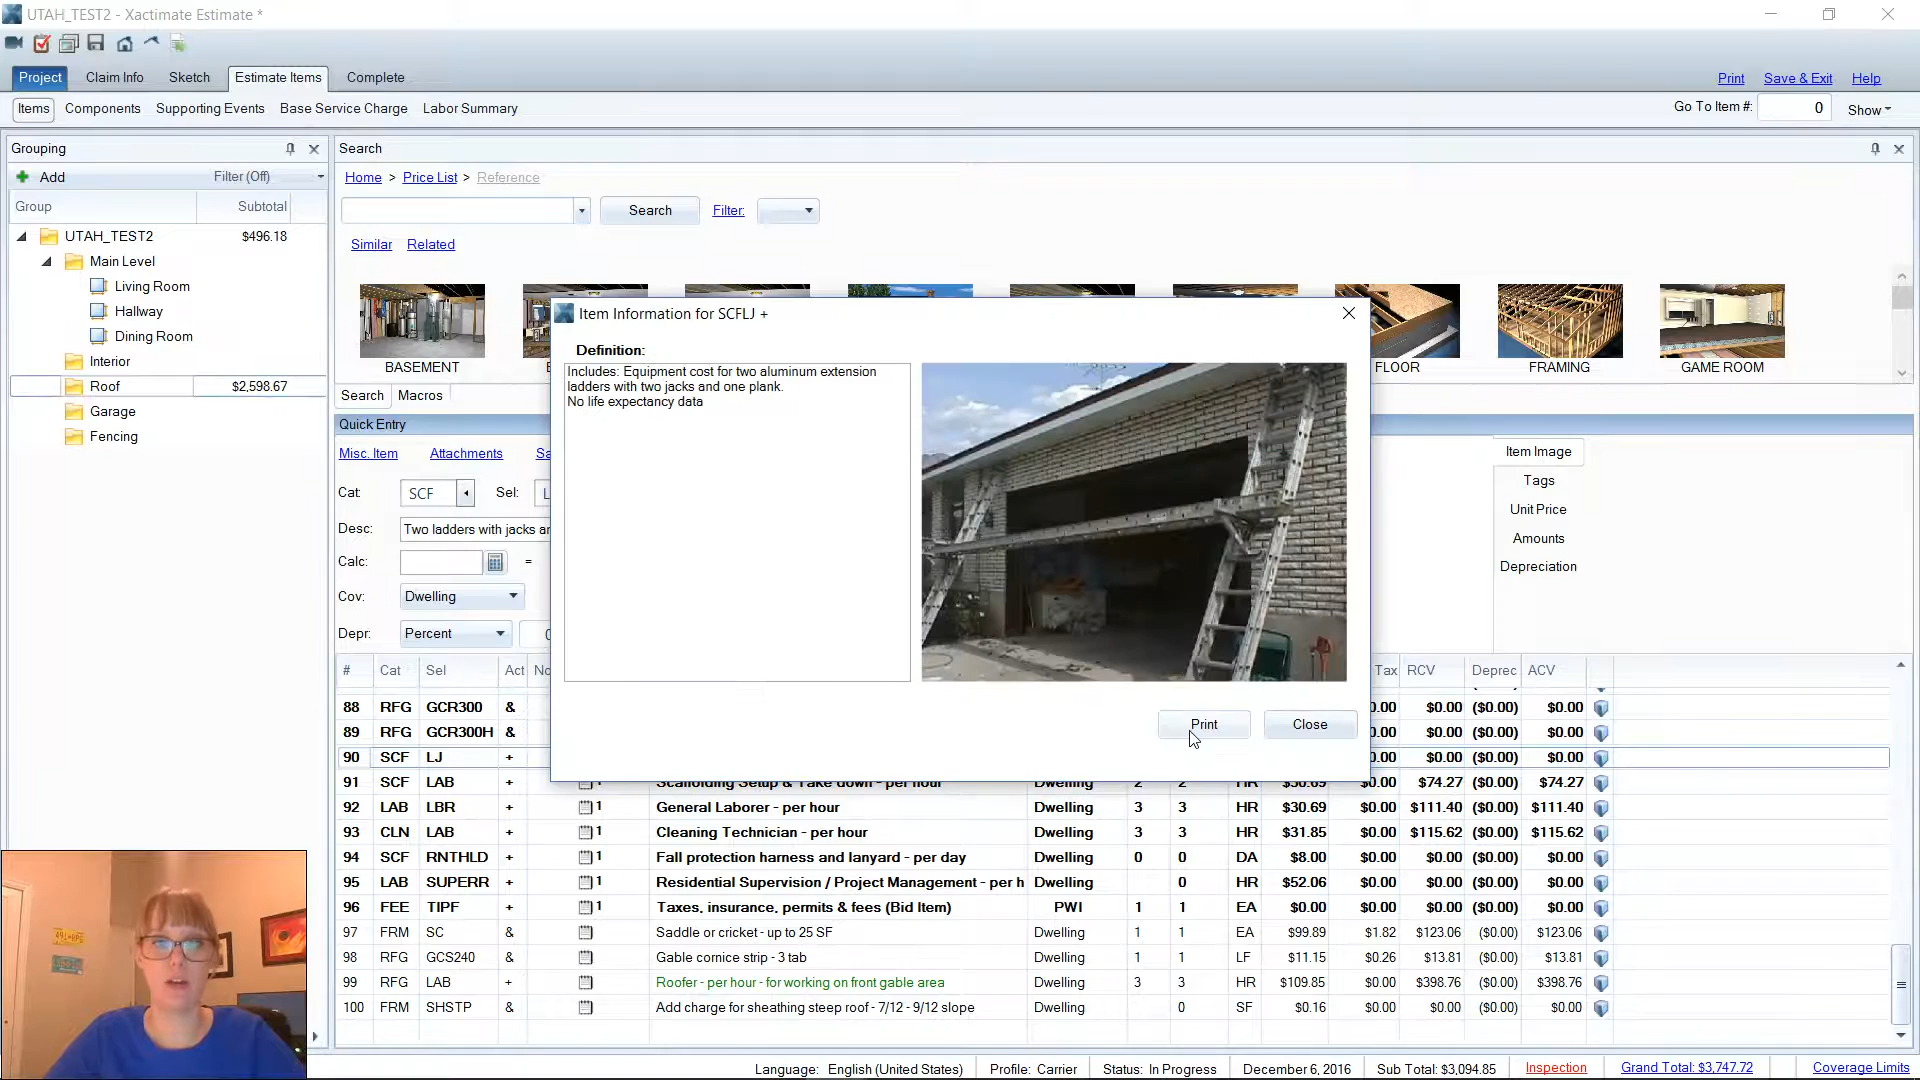 UTAH_TEST2 - Xactimate Estimate *
Project Claim Info Sketch Estimate Items Complete
Print Save & Exit Help
Items Components Supporting Events Base Service Charge Labor Summary
Go To Item #: 0 Show
Grouping
Search
Add Filter (Off)
Home > Price List > Reference
Group Subtotal
Search Filter:
UTAH_TEST2 $496.18
Similar Related
Main Level
Living Room
Hallway
Item Information for SCFLJ +
Dining Room
Definition:
Interior
BASEMENT FLOOR FRAMING GAME ROOM
Includes: Equipment cost for two aluminum extension
ladders with two jacks and one plank.
No life expectancy data
Roof $2,598.67
Search Macros
Garage
Quick Entry
Fencing
Misc. Item Attachments
Item Image
Tags
Cat: SCF Sel: L
Unit Price
Desc: Two ladders with jacks
Amounts
Calc: =
Depreciation
Cov: Dwelling
Depr: Percent
# Cat Sel Act Tax RCV Deprec ACV
88 RFG GCR300 & $0.00 ($0.00) $0.00
Print Close
89 RFG GCR300H & $0.00 ($0.00) $0.00
90 SCF LJ + $0.00 ($0.00) $0.00
91 SCF LAB + 1 Scaffolding Setup & Take down - per hour Dwelling 2 2 HR $30.69 $0.00 $74.27 ($0.00) $74.27
92 LAB LBR + 1 General Laborer - per hour Dwelling 3 3 HR $30.69 $0.00 $111.40 ($0.00) $111.40
93 CLN LAB + 1 Cleaning Technician - per hour Dwelling 3 3 HR $31.85 $0.00 $115.62 ($0.00) $115.62
94 SCF RNTHLD + 1 Fall protection harness and lanyard - per day Dwelling 0 0 DA $8.00 $0.00 $0.00 ($0.00) $0.00
95 LAB SUPERR + 1 Residential Supervision / Project Management - per h Dwelling 0 HR $52.06 $0.00 $0.00 ($0.00) $0.00
96 FEE TIPF + 1 Taxes, insurance, permits & fees (Bid Item) PWI 1 1 EA $0.00 $0.00 $0.00 ($0.00) $0.00
97 FRM SC & Saddle or cricket - up to 25 SF Dwelling 1 1 EA $99.89 $1.82 $123.06 ($0.00) $123.06
98 RFG GCS240 & Gable cornice strip - 3 tab Dwelling 1 1 LF $11.15 $0.26 $13.81 ($0.00) $13.81
99 RFG LAB + Roofer - per hour - for working on front gable area Dwelling 3 3 HR $109.85 $0.00 $398.76 ($0.00) $398.76
100 FRM SHSTP & Add charge for sheathing steep roof - 7/12 - 9/12 slope Dwelling 0 SF $0.16 $0.00 $0.00 ($0.00) $0.00
Language: English (United States) Profile: Carrier Status: In Progress December 6, 2016 Sub Total: $3,094.85 Inspection Grand Total: $3,747.72 Coverage Limits